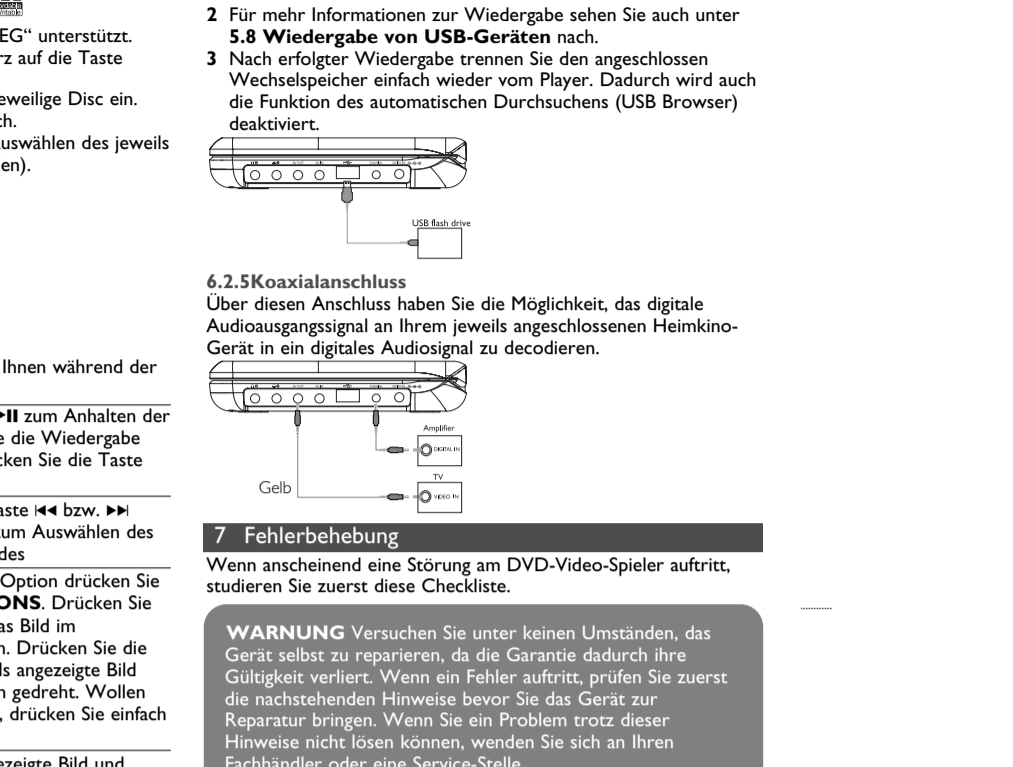 EG“ unterstützt.
rz auf die Taste
eweilige Disc ein.
ch.
uswählen des jeweils
en).
Ihnen während der
▶II zum Anhalten der
e die Wiedergabe
cken Sie die Taste
aste ⏮ bzw. ⏭
zum Auswählen des
des
Option drücken Sie
ONS. Drücken Sie
as Bild im
n. Drücken Sie die
ls angezeigte Bild
n gedreht. Wollen
, drücken Sie einfach
ezeigte Bild und
2 Für mehr Informationen zur Wiedergabe sehen Sie auch unter
5.8 Wiedergabe von USB-Geräten nach.
3 Nach erfolgter Wiedergabe trennen Sie den angeschlossen
Wechselspeicher einfach wieder vom Player. Dadurch wird auch
die Funktion des automatischen Durchsuchens (USB Browser)
deaktiviert.
USB flash drive
6.2.5Koaxialanschluss
Über diesen Anschluss haben Sie die Möglichkeit, das digitale
Audioausgangssignal an Ihrem jeweils angeschlossenen Heimkino-
Gerät in ein digitales Audiosignal zu decodieren.
Amplifier
DIGITAL IN
TV
Gelb
VIDEO IN
7 Fehlerbehebung
Wenn anscheinend eine Störung am DVD-Video-Spieler auftritt,
studieren Sie zuerst diese Checkliste.
WARNUNG Versuchen Sie unter keinen Umständen, das
Gerät selbst zu reparieren, da die Garantie dadurch ihre
Gültigkeit verliert. Wenn ein Fehler auftritt, prüfen Sie zuerst
die nachstehenden Hinweise bevor Sie das Gerät zur
Reparatur bringen. Wenn Sie ein Problem trotz dieser
Hinweise nicht lösen können, wenden Sie sich an Ihren
Fachhändler oder eine Service-Stelle.